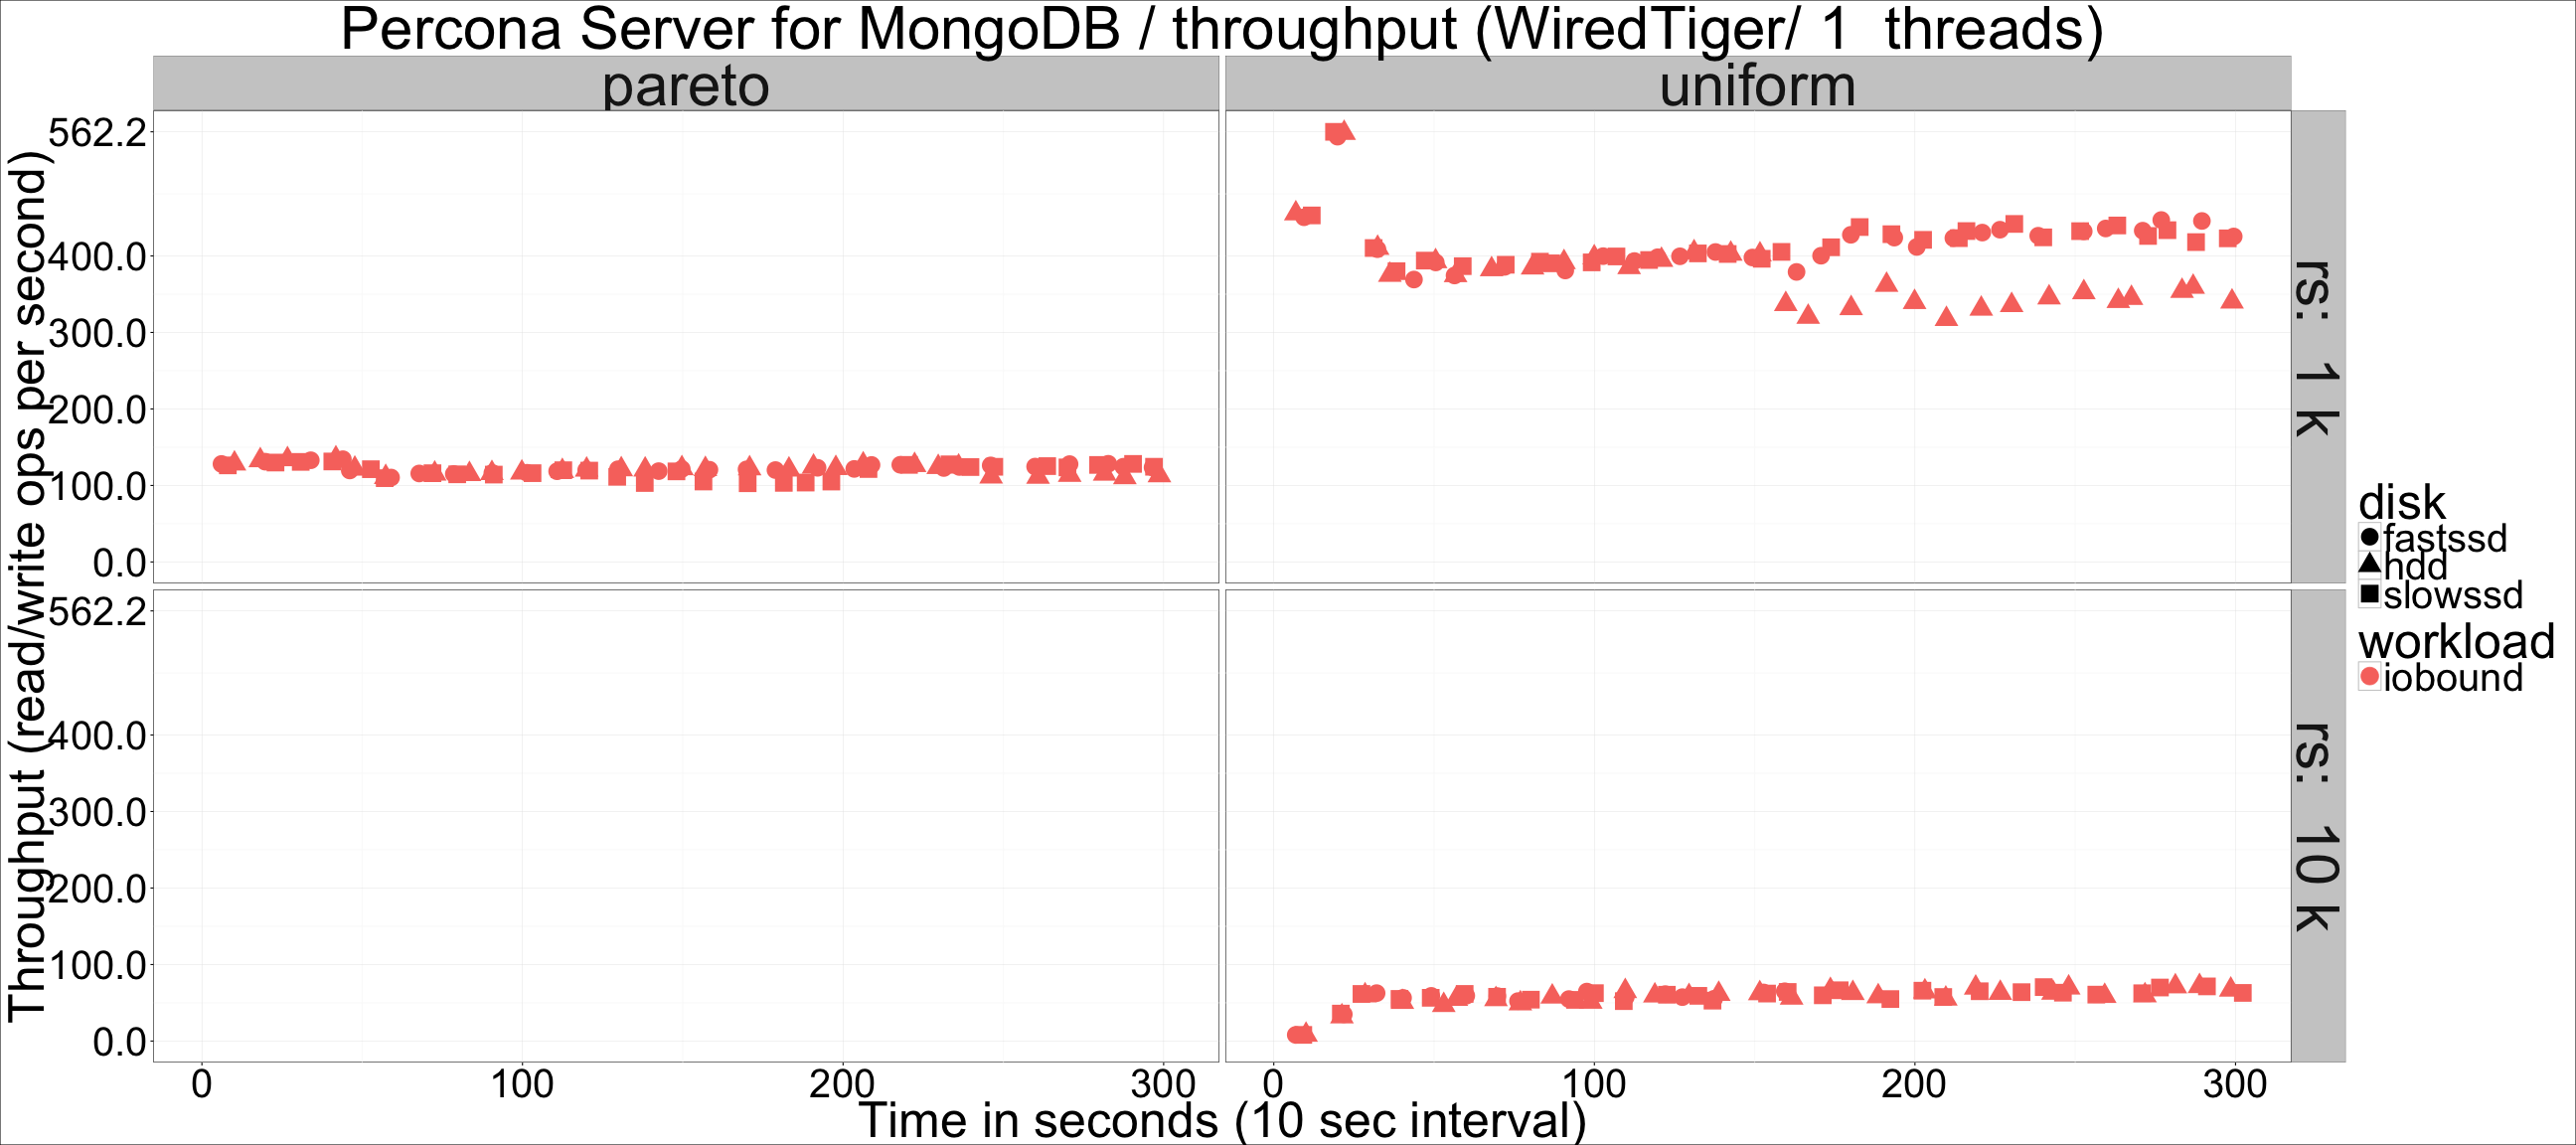 Percona Server for MongoDB / throughput (WiredTiger/ 1  threads)
pareto
uniform
Throughput (read/write ops per second)
562.2
400.0
300.0
200.0
100.0
0.0
rs:  1 k
562.2
400.0
300.0
200.0
100.0
0.0
rs:  10 k
0 100 200 300
0 100 200 300
Time in seconds (10 sec interval)
disk
fastssd
hdd
slowssd
workload
iobound